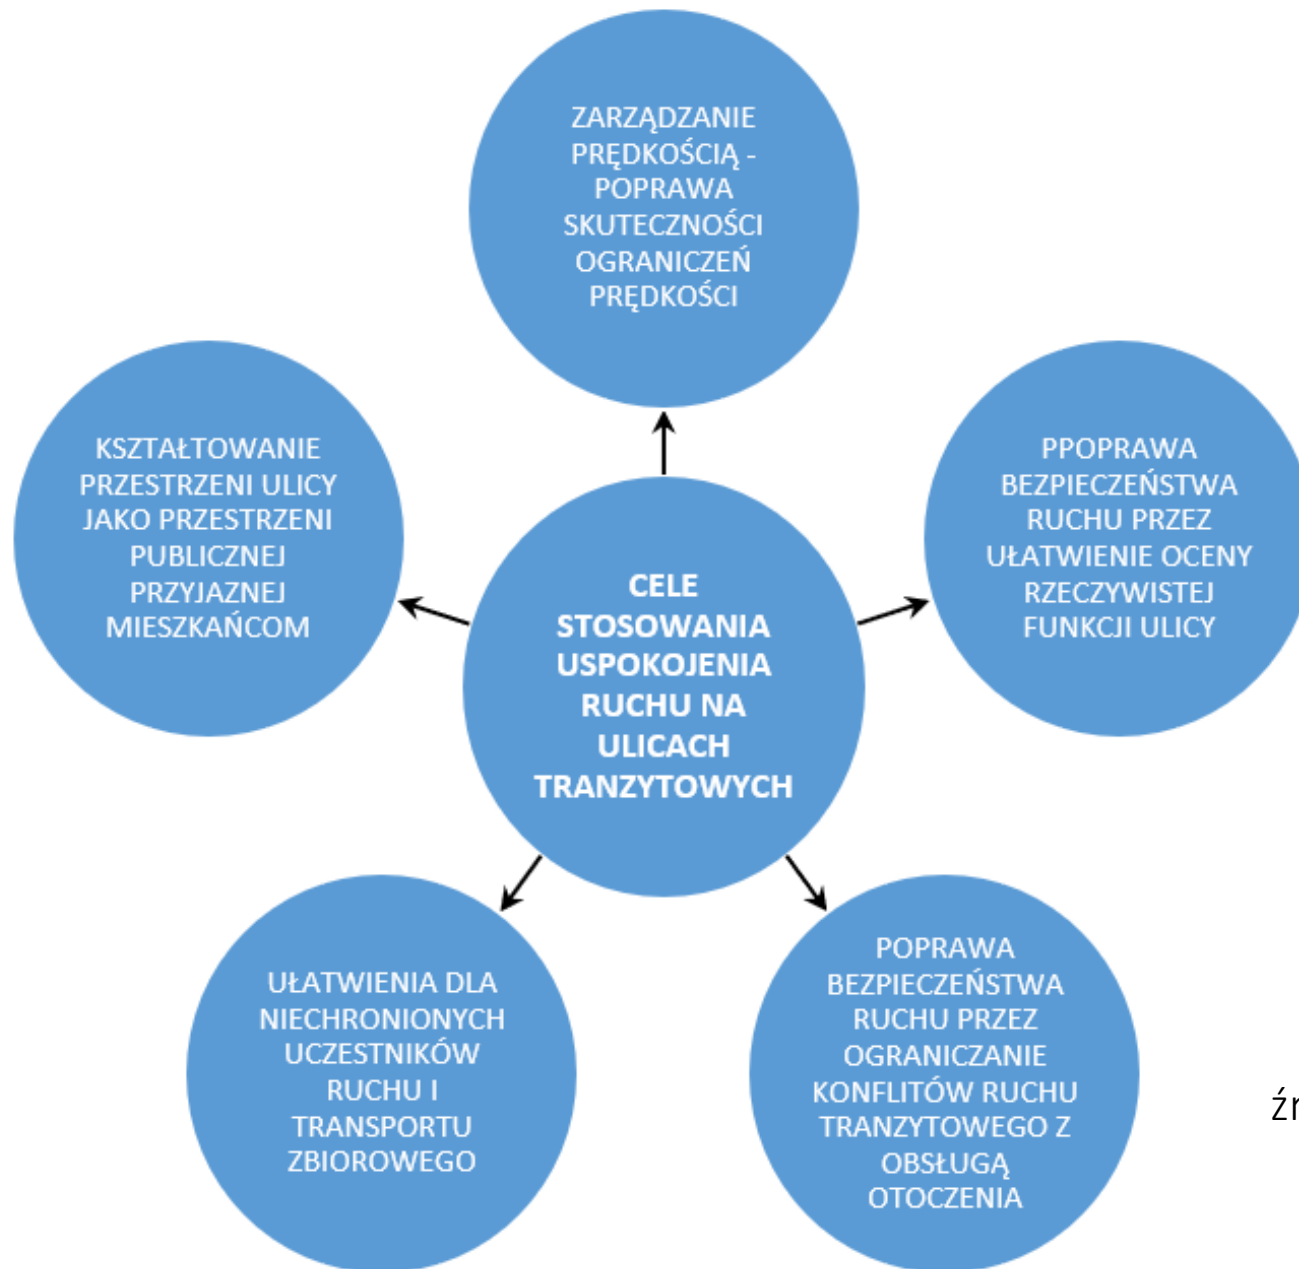 ZARZĄDZANIE
PRĘDKOŚCIĄ -
POPRAWA
SKUTECZNOŚCI
OGRANICZEŃ
PRĘDKOŚCI
KSZTAŁTOWANIE
PRZESTRZENI ULICY
JAKO PRZESTRZENI
PUBLICZNEJ
PRZYJAZNEJ
MIESZKAŃCOM
PPOPRAWA
BEZPIECZEŃSTWA
RUCHU PRZEZ
UŁATWIENIE OCENY
RZECZYWISTEJ
FUNKCJI ULICY
CELE
STOSOWANIA
USPOKOJENIA
RUCHU NA
ULICACH
TRANZYTOWYCH
UŁATWIENIA DLA
NIECHRONIONYCH
UCZESTNIKÓW
RUCHU I
TRANSPORTU
ZBIOROWEGO
POPRAWA
BEZPIECZEŃSTWA
RUCHU PRZEZ
OGRANICZANIE
KONFLITÓW RUCHU
TRANZYTOWEGO Z
OBSŁUGĄ
OTOCZENIA